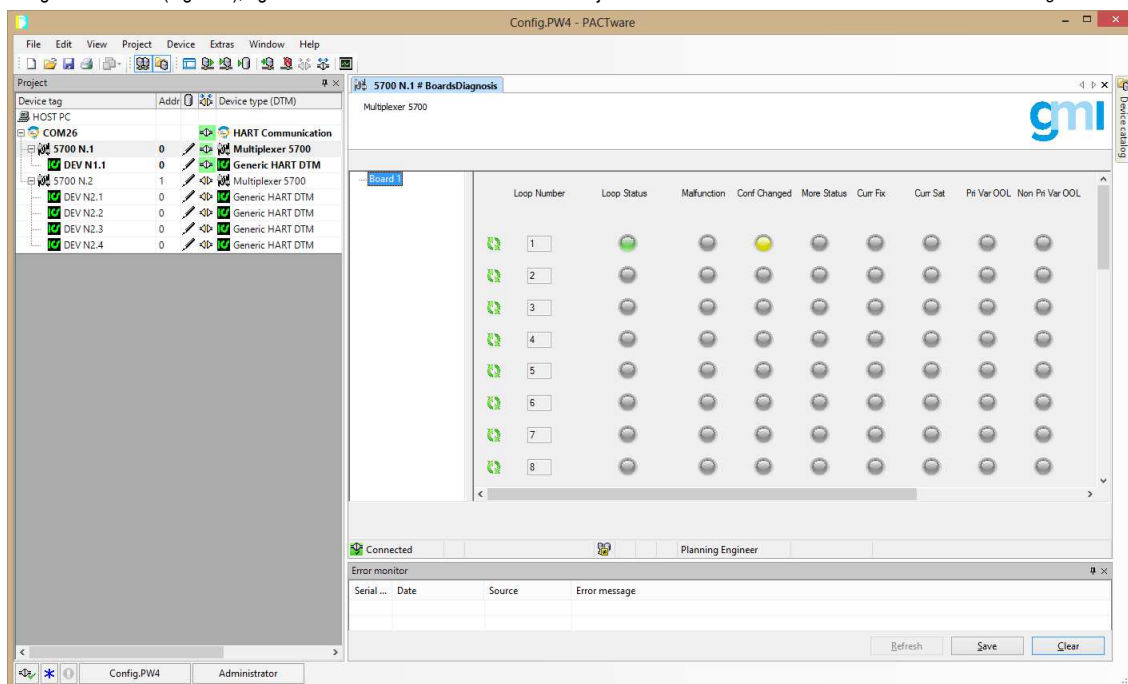 Config.PW4 - PACTware
File Edit View Project Device Extras Window Help
Project
Device tag Addr Device type (DTM)
HOST PC
COM26 HART Communication
5700 N.1 0 Multiplexer 5700
DEV N1.1 0 Generic HART DTM
5700 N.2 1 Multiplexer 5700
DEV N2.1 0 Generic HART DTM
DEV N2.2 0 Generic HART DTM
DEV N2.3 0 Generic HART DTM
DEV N2.4 0 Generic HART DTM
5700 N.1 # BoardsDiagnosis
Multiplexer 5700
gmi
Device catalog
Board 1
Loop Number Loop Status Malfunction Conf Changed More Status Curr Fix Curr Sat Pri Var OOL Non Pri Var OOL
1
2
3
4
5
6
7
8
Connected Planning Engineer
Error monitor
Serial ... Date Source Error message
Refresh Save Clear
Config.PW4 Administrator